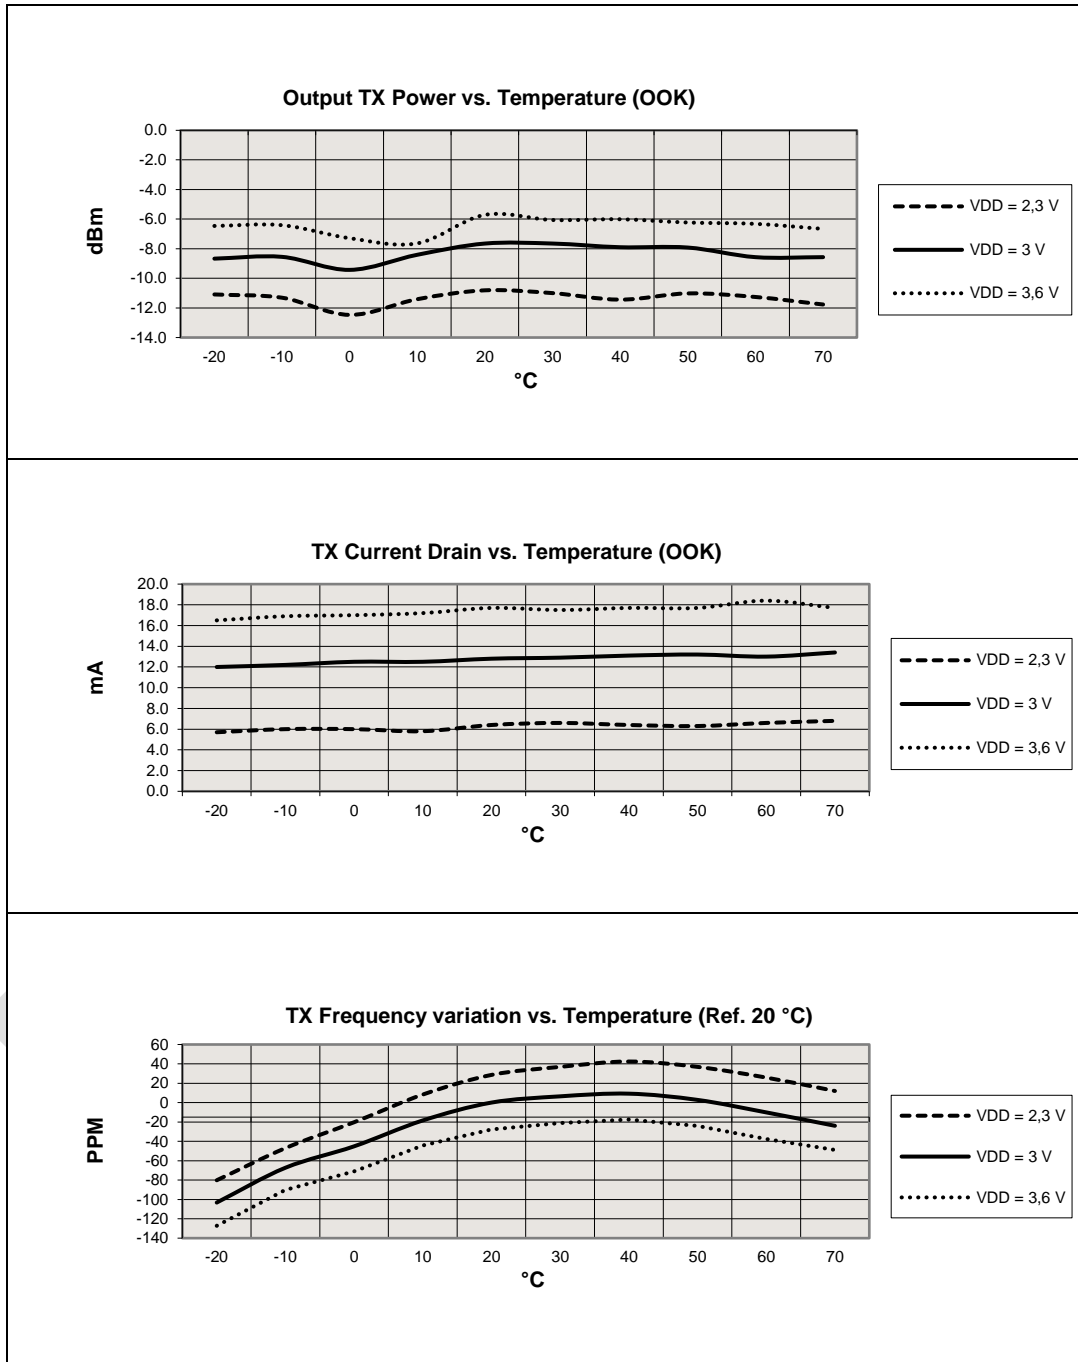 Output TX Power vs. Temperature (OOK)
0.0
-2.0
-4.0
-6.0
-8.0
-10.0
-12.0
-14.0
dBm
-20 -10 0 10 20 30 40 50 60 70
°C
VDD = 2,3 V
VDD = 3 V
VDD = 3,6 V
TX Current Drain vs. Temperature (OOK)
20.0
18.0
16.0
14.0
12.0
10.0
8.0
6.0
4.0
2.0
0.0
mA
-20 -10 0 10 20 30 40 50 60 70
°C
VDD = 2,3 V
VDD = 3 V
VDD = 3,6 V
TX Frequency variation vs. Temperature (Ref. 20 °C)
60
40
20
0
-20
-40
-60
-80
-100
-120
-140
PPM
-20 -10 0 10 20 30 40 50 60 70
°C
VDD = 2,3 V
VDD = 3 V
VDD = 3,6 V